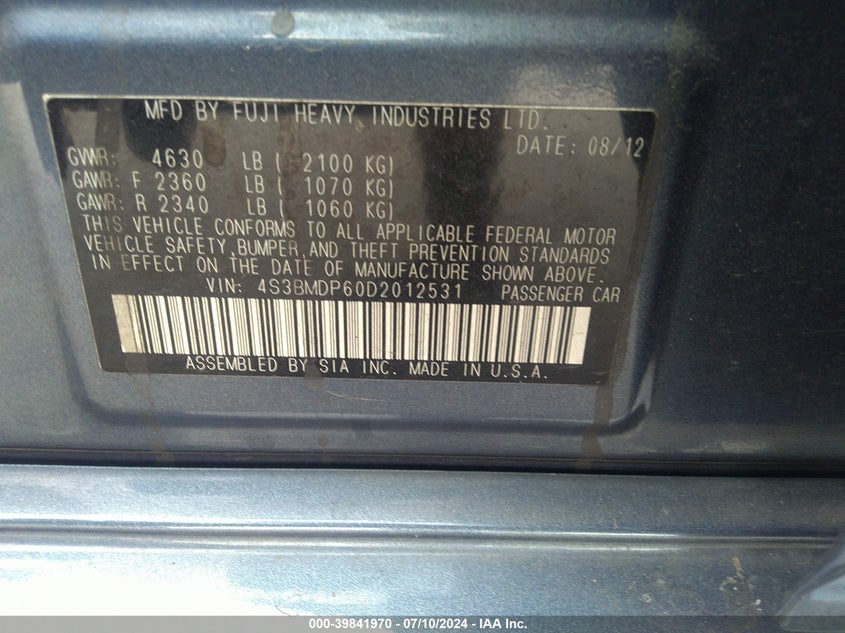 MFD BY FUJI HEAVY INDUSTRIES LTD.
DATE: 08/12
GVWR: 4630 LB ( 2100 KG)
GAWR: F 2360 LB ( 1070 KG)
GAWR: R 2340 LB ( 1060 KG)
THIS VEHICLE CONFORMS TO ALL APPLICABLE FEDERAL MOTOR
VEHICLE SAFETY, BUMPER, AND THEFT PREVENTION STANDARDS
IN EFFECT ON THE DATE OF MANUFACTURE SHOWN ABOVE.
VIN: 4S3BMDP60D2012531 PASSENGER CAR
ASSEMBLED BY SIA INC. MADE IN U.S.A.
000-39841970 - 07/10/2024 - IAA Inc.